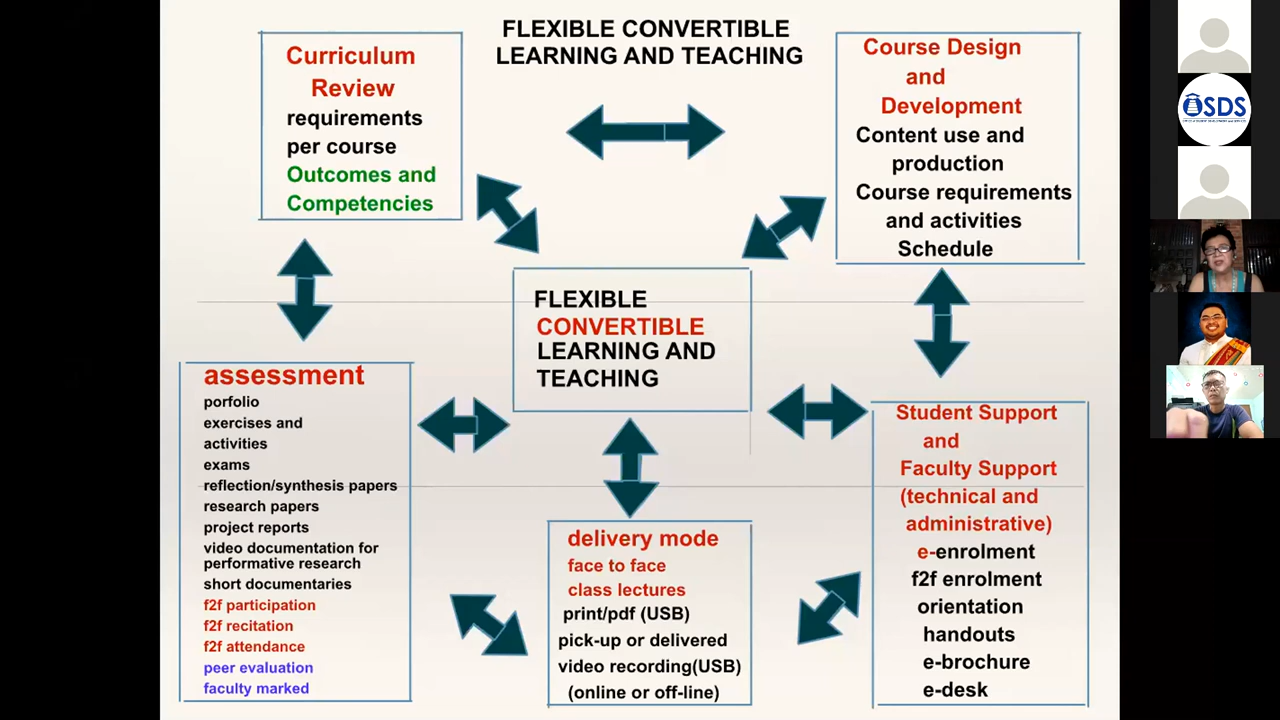 FLEXIBLE CONVERTIBLE
LEARNING AND TEACHING
Curriculum
Review
requirements
per course
Outcomes and
Competencies
Course Design
and
Development
Content use and
production
Course requirements
and activities
Schedule
FLEXIBLE
CONVERTIBLE
LEARNING AND
TEACHING
assessment
porfolio
exercises and
activities
exams
reflection/synthesis papers
research papers
project reports
video documentation for
performative research
short documentaries
f2f participation
f2f recitation
f2f attendance
peer evaluation
faculty marked
delivery mode
face to face
class lectures
print/pdf (USB)
pick-up or delivered
video recording(USB)
(online or off-line)
Student Support
and
Faculty Support
(technical and
administrative)
e-enrolment
f2f enrolment
orientation
handouts
e-brochure
e-desk
OSDS